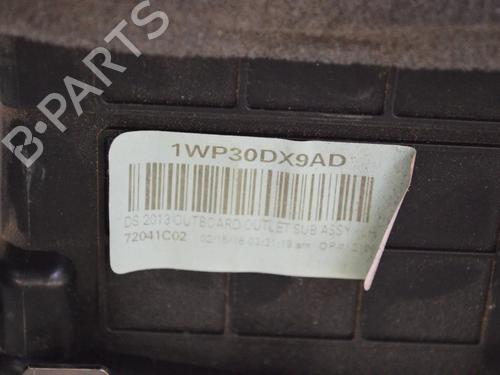 B-PARTS
1WP30DX9AD
DS 2013 OUTBOARD OUTLET SUB ASSY
72041C02 02/16/18 03:31:19 am